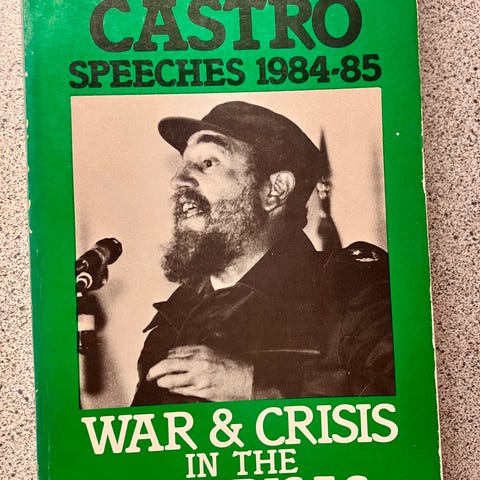 CASTRO
SPEECHES 1984-85
WAR & CRISIS
IN THE